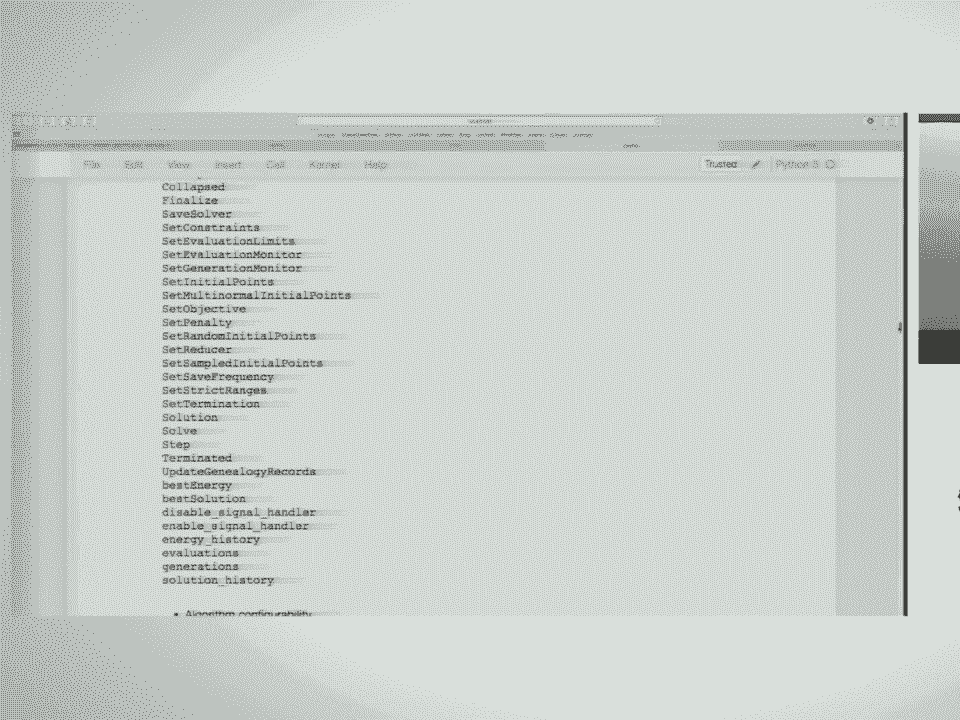 File Edit View Insert Cell Kernel Help Trusted Python 3
Collapsed
Finalize
SaveSolver
SetConstraints
SetEvaluationLimits
SetEvaluationMonitor
SetGenerationMonitor
SetInitialPoints
SetMultinormalInitialPoints
SetObjective
SetPenalty
SetRandomInitialPoints
SetReducer
SetSampledInitialPoints
SetSaveFrequency
SetStrictRanges
SetTermination
Solution
Solve
Step
Terminated
UpdateGenealogyRecords
bestEnergy
bestSolution
disable_signal_handler
enable_signal_handler
energy_history
evaluations
generations
solution_history
• Algorithm configurability